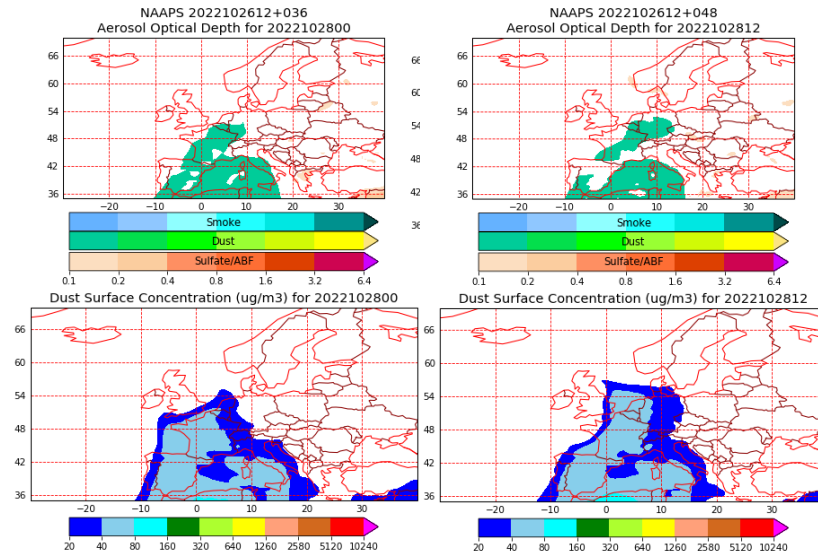 NAAPS 2022102612+036
Aerosol Optical Depth for 2022102800
66
60
54
48
42
36
−20 −10 0 10 20 30
66
60
54
48
42
36
Smoke
Dust
Sulfate/ABF
0.1 0.2 0.4 0.8 1.6 3.2 6.4
NAAPS 2022102612+048
Aerosol Optical Depth for 2022102812
66
60
54
48
42
36
−20 −10 0 10 20 30
Smoke
Dust
Sulfate/ABF
0.1 0.2 0.4 0.8 1.6 3.2 6.4
Dust Surface Concentration (ug/m3) for 2022102800
66
60
54
48
42
36
−20 −10 0 10 20 30
20 40 80 160 320 640 1260 2580 5120 10240
Dust Surface Concentration (ug/m3) for 2022102812
66
60
54
48
42
36
−20 −10 0 10 20 30
20 40 80 160 320 640 1260 2580 5120 10240